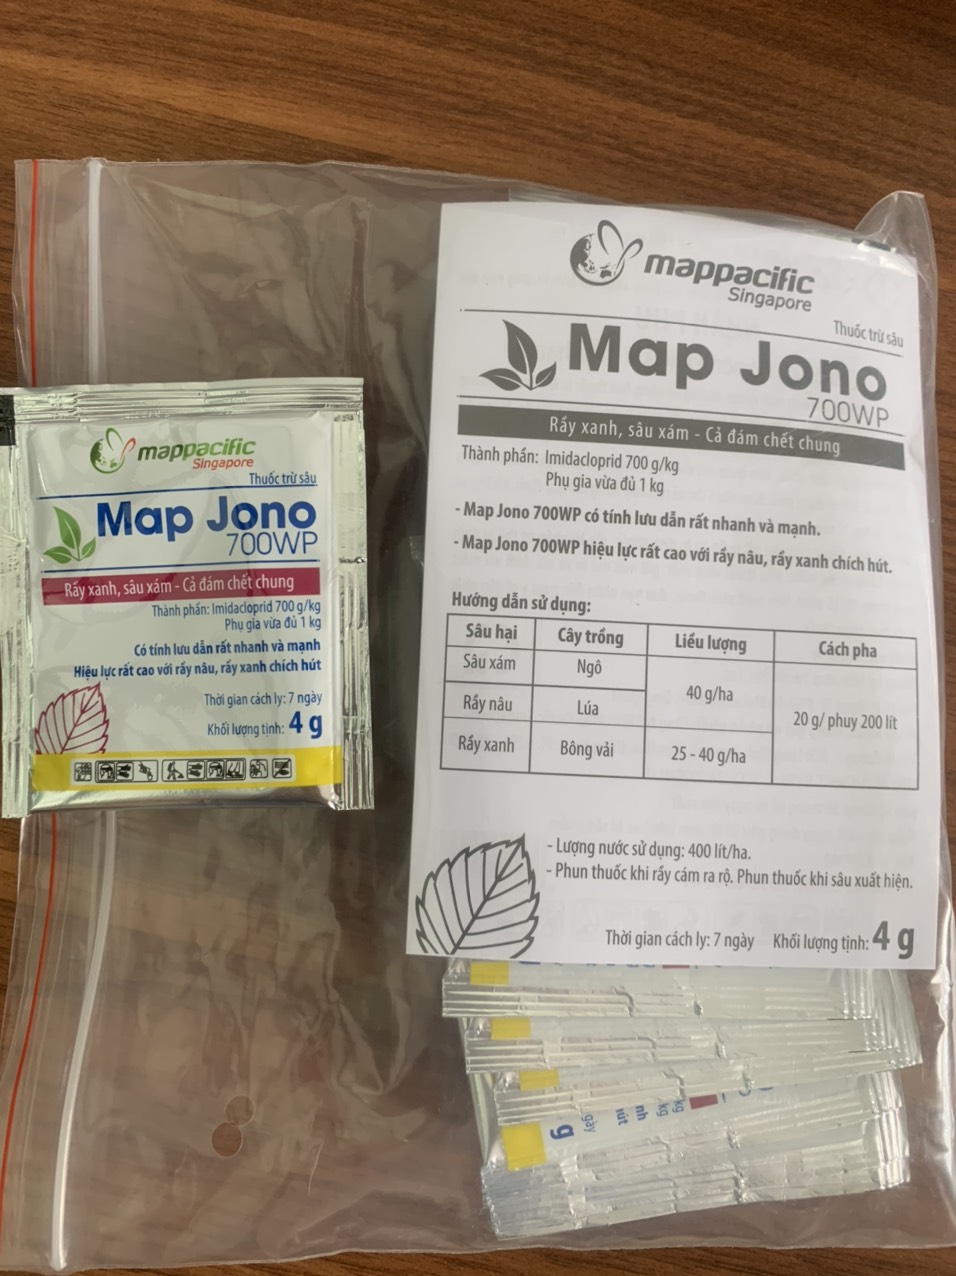 mappacific
Singapore
Thuốc trừ sâu
Map Jono
700WP
Rầy xanh, sâu xám - Cả đám chết chung
Thành phần: Imidacloprid 700 g/kg
Phụ gia vừa đủ 1 kg
Có tính lưu dẫn rất nhanh và mạnh
Hiệu lực rất cao với rầy nâu, rầy xanh chích hút
Thời gian cách ly: 7 ngày
Khối lượng tịnh: 4 g
mappacific
Singapore
Thuốc trừ sâu
Map Jono
700WP
Rầy xanh, sâu xám - Cả đám chết chung
Thành phần: Imidacloprid 700 g/kg
Phụ gia vừa đủ 1 kg
- Map Jono 700WP có tính lưu dẫn rất nhanh và mạnh.
- Map Jono 700WP hiệu lực rất cao với rầy nâu, rầy xanh chích hút.
Hướng dẫn sử dụng:
Sâu hại Cây trồng Liều lượng Cách pha
Sâu xám Ngô 40 g/ha 20 g/ phuy 200 lít
Rầy nâu Lúa
Rầy xanh Bông vải 25 - 40 g/ha
- Lượng nước sử dụng: 400 lít/ha.
- Phun thuốc khi rầy cám ra rộ. Phun thuốc khi sâu xuất hiện.
Thời gian cách ly: 7 ngày Khối lượng tịnh: 4 g
kg
kg
nh
hút
gày
g